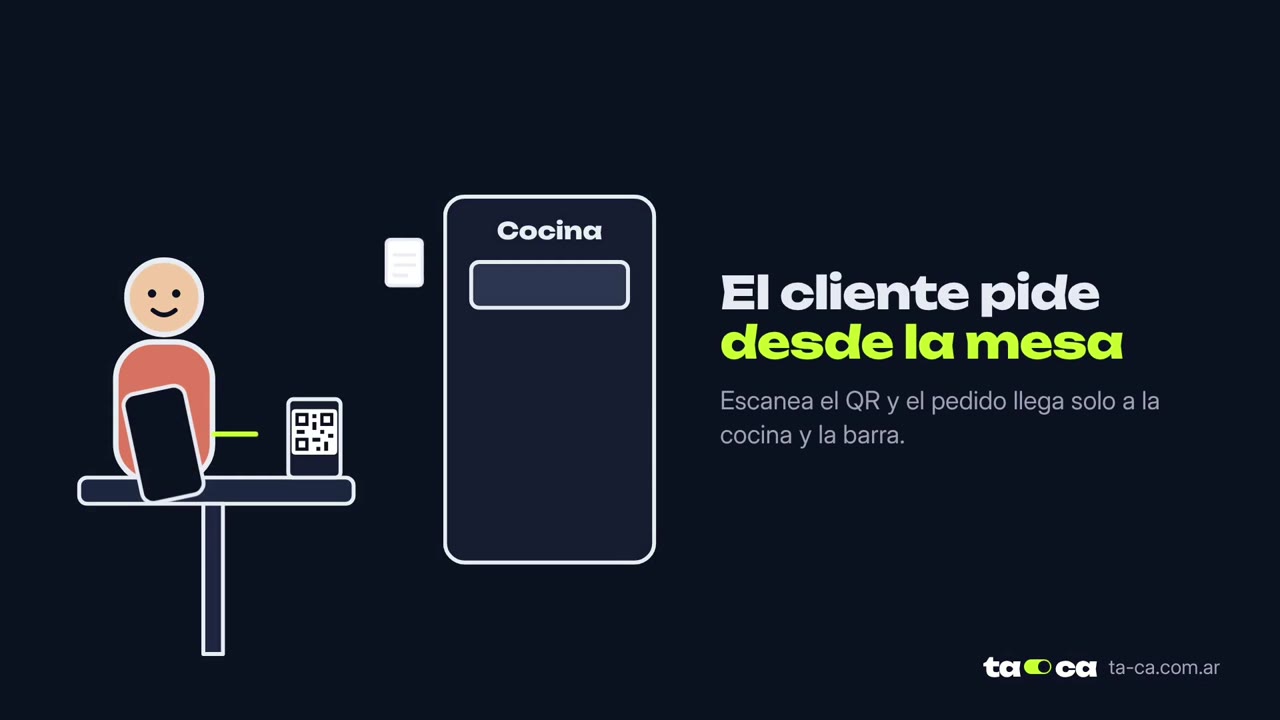 Cocina
El cliente pide
desde la mesa
Escanea el QR y el pedido llega solo a la
cocina y la barra.
ta ca ta-ca.com.ar